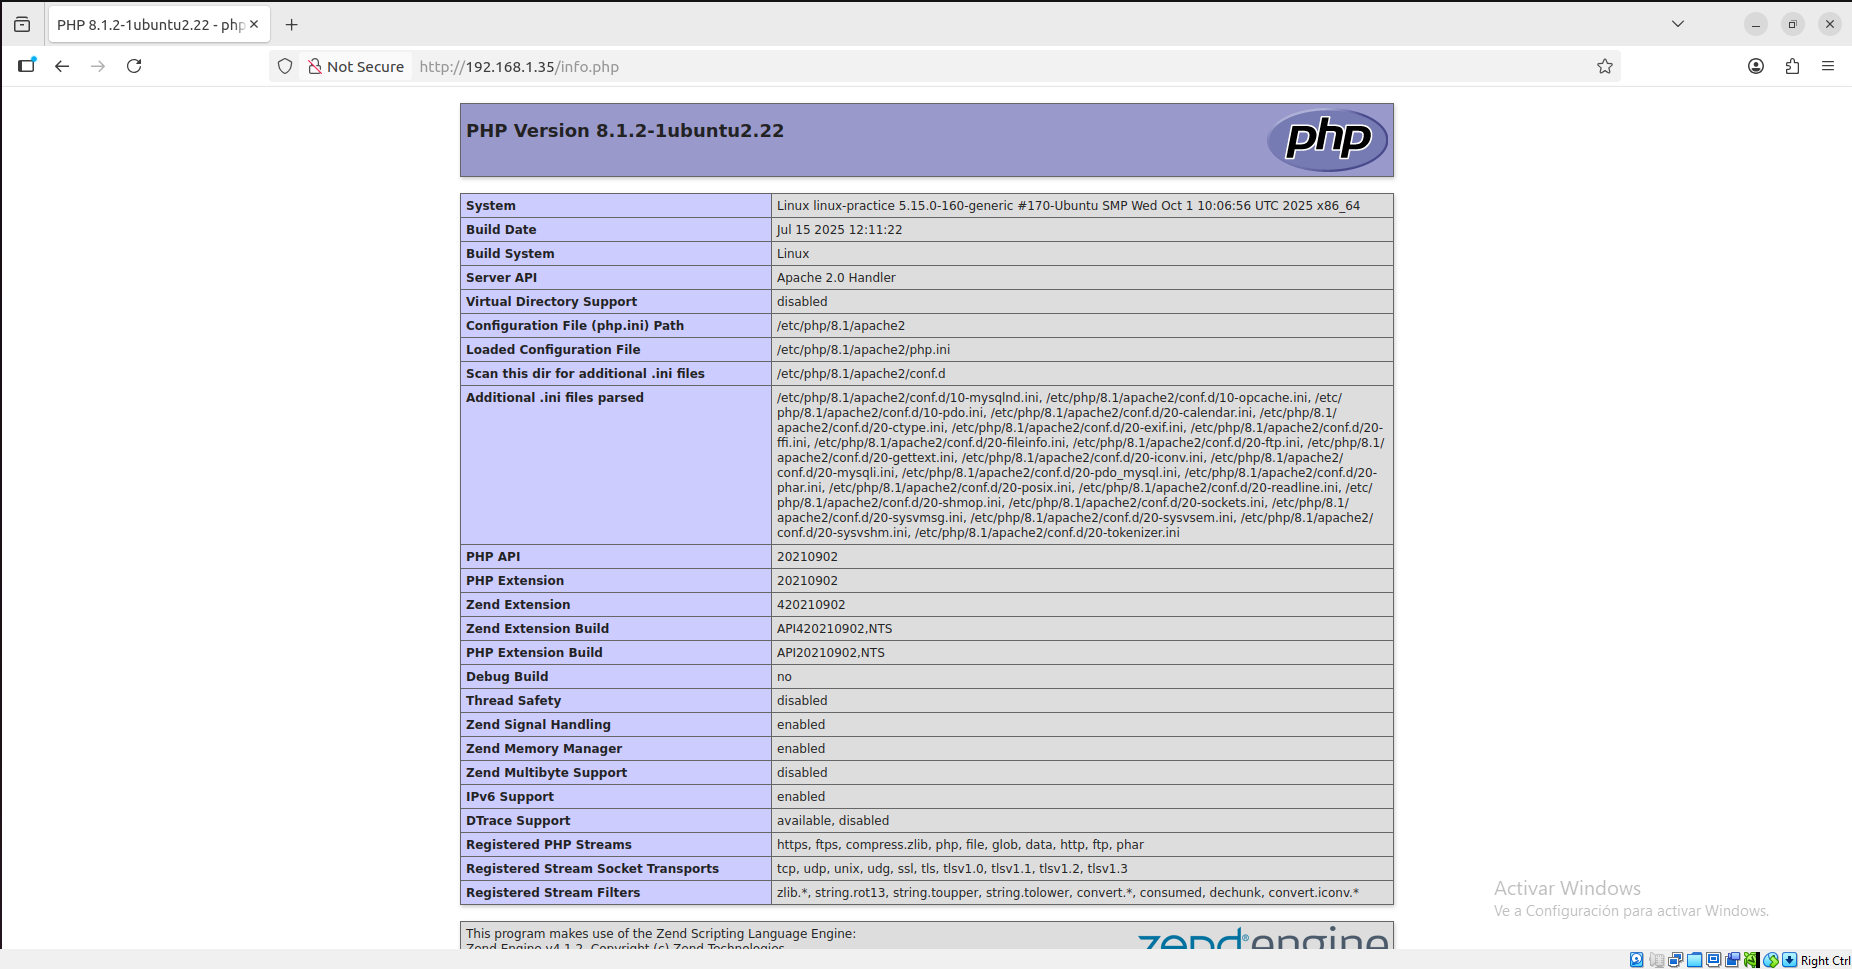 PHP 8.1.2-1ubuntu2.22 - php
Not Secure
http://192.168.1.35/info.php
PHP Version 8.1.2-1ubuntu2.22
php
System Linux linux-practice 5.15.0-160-generic #170-Ubuntu SMP Wed Oct 1 10:06:56 UTC 2025 x86_64
Build Date Jul 15 2025 12:11:22
Build System Linux
Server API Apache 2.0 Handler
Virtual Directory Support disabled
Configuration File (php.ini) Path /etc/php/8.1/apache2
Loaded Configuration File /etc/php/8.1/apache2/php.ini
Scan this dir for additional .ini files /etc/php/8.1/apache2/conf.d
Additional .ini files parsed /etc/php/8.1/apache2/conf.d/10-mysqlnd.ini, /etc/php/8.1/apache2/conf.d/10-opcache.ini, /etc/
php/8.1/apache2/conf.d/10-pdo.ini, /etc/php/8.1/apache2/conf.d/20-calendar.ini, /etc/php/8.1/
apache2/conf.d/20-ctype.ini, /etc/php/8.1/apache2/conf.d/20-exif.ini, /etc/php/8.1/apache2/conf.d/20-
ffi.ini, /etc/php/8.1/apache2/conf.d/20-fileinfo.ini, /etc/php/8.1/apache2/conf.d/20-ftp.ini, /etc/php/8.1/
apache2/conf.d/20-gettext.ini, /etc/php/8.1/apache2/conf.d/20-iconv.ini, /etc/php/8.1/apache2/
conf.d/20-mysqli.ini, /etc/php/8.1/apache2/conf.d/20-pdo_mysql.ini, /etc/php/8.1/apache2/conf.d/20-
phar.ini, /etc/php/8.1/apache2/conf.d/20-posix.ini, /etc/php/8.1/apache2/conf.d/20-readline.ini, /etc/
php/8.1/apache2/conf.d/20-shmop.ini, /etc/php/8.1/apache2/conf.d/20-sockets.ini, /etc/php/8.1/
apache2/conf.d/20-sysvmsg.ini, /etc/php/8.1/apache2/conf.d/20-sysvsem.ini, /etc/php/8.1/apache2/
conf.d/20-sysvshm.ini, /etc/php/8.1/apache2/conf.d/20-tokenizer.ini
PHP API 20210902
PHP Extension 20210902
Zend Extension 420210902
Zend Extension Build API420210902,NTS
PHP Extension Build API20210902,NTS
Debug Build no
Thread Safety disabled
Zend Signal Handling enabled
Zend Memory Manager enabled
Zend Multibyte Support disabled
IPv6 Support enabled
DTrace Support available, disabled
Registered PHP Streams https, ftps, compress.zlib, php, file, glob, data, http, ftp, phar
Registered Stream Socket Transports tcp, udp, unix, udg, ssl, tls, tlsv1.0, tlsv1.1, tlsv1.2, tlsv1.3
Registered Stream Filters zlib.*, string.rot13, string.toupper, string.tolower, convert.*, consumed, dechunk, convert.iconv.*
This program makes use of the Zend Scripting Language Engine:
Zend Engine v4.1.2, Copyright (c) Zend Technologies
zend®engine
Activar Windows
Ve a Configuración para activar Windows.
Right Ctrl